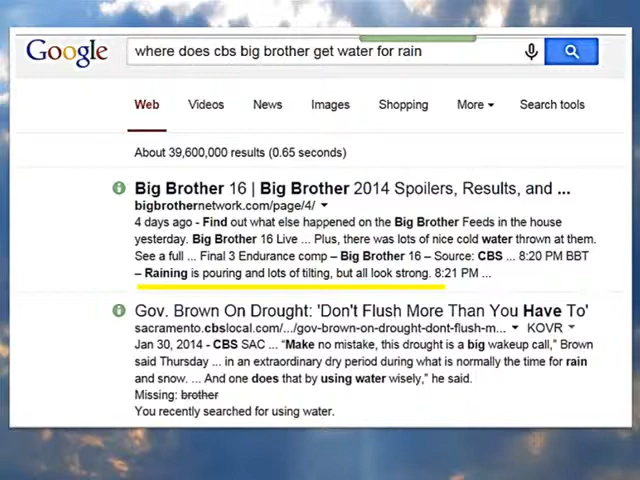 Google where does cbs big brother get water for rain
Web Videos News Images Shopping More Search tools
About 39,600,000 results (0.65 seconds)
Big Brother 16 | Big Brother 2014 Spoilers, Results, and ...
bigbrothernetwork.com/page/4/
4 days ago - Find out what else happened on the Big Brother Feeds in the house
yesterday. Big Brother 16 Live ... Plus, there was lots of nice cold water thrown at them.
See a full ... Final 3 Endurance comp – Big Brother 16 – Source: CBS ... 8:20 PM BBT
– Raining is pouring and lots of tilting, but all look strong. 8:21 PM ...
Gov. Brown On Drought: 'Don't Flush More Than You Have To'
sacramento.cbslocal.com/.../gov-brown-on-drought-dont-flush-m... KOVR
Jan 30, 2014 - CBS SAC ... “Make no mistake, this drought is a big wakeup call,” Brown
said Thursday ... in an extraordinary dry period during what is normally the time for rain
and snow. ... And one does that by using water wisely,” he said.
Missing: brother
You recently searched for using water.